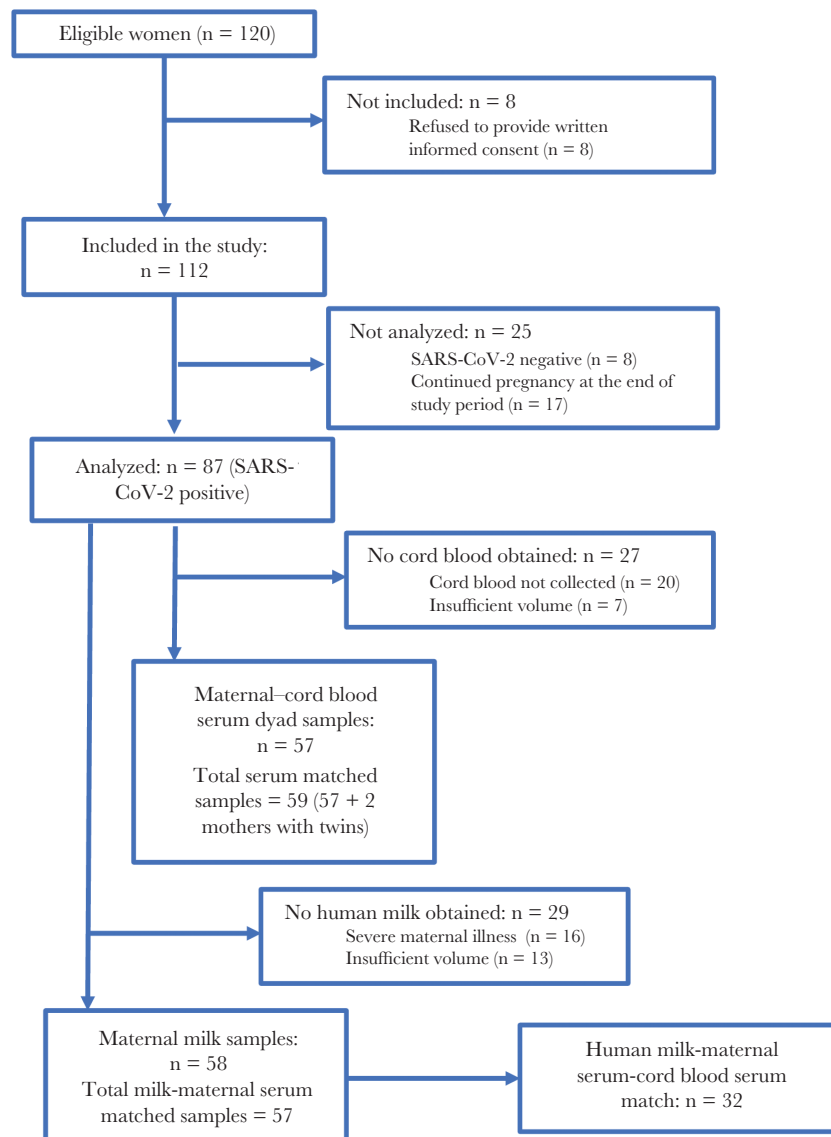 Eligible women (n = 120)
Not included: n = 8
Refused to provide written
informed consent (n = 8)
Included in the study:
n = 112
Not analyzed: n = 25
SARS-CoV-2 negative (n = 8)
Continued pregnancy at the end of
study period (n = 17)
Analyzed: n = 87 (SARS-
CoV-2 positive)
No cord blood obtained: n = 27
Cord blood not collected (n = 20)
Insufficient volume (n = 7)
Maternal–cord blood
serum dyad samples:
n = 57
Total serum matched
samples = 59 (57 + 2
mothers with twins)
No human milk obtained: n = 29
Severe maternal illness (n = 16)
Insufficient volume (n = 13)
Maternal milk samples:
n = 58
Total milk-maternal serum
matched samples = 57
Human milk-maternal
serum-cord blood serum
match: n = 32